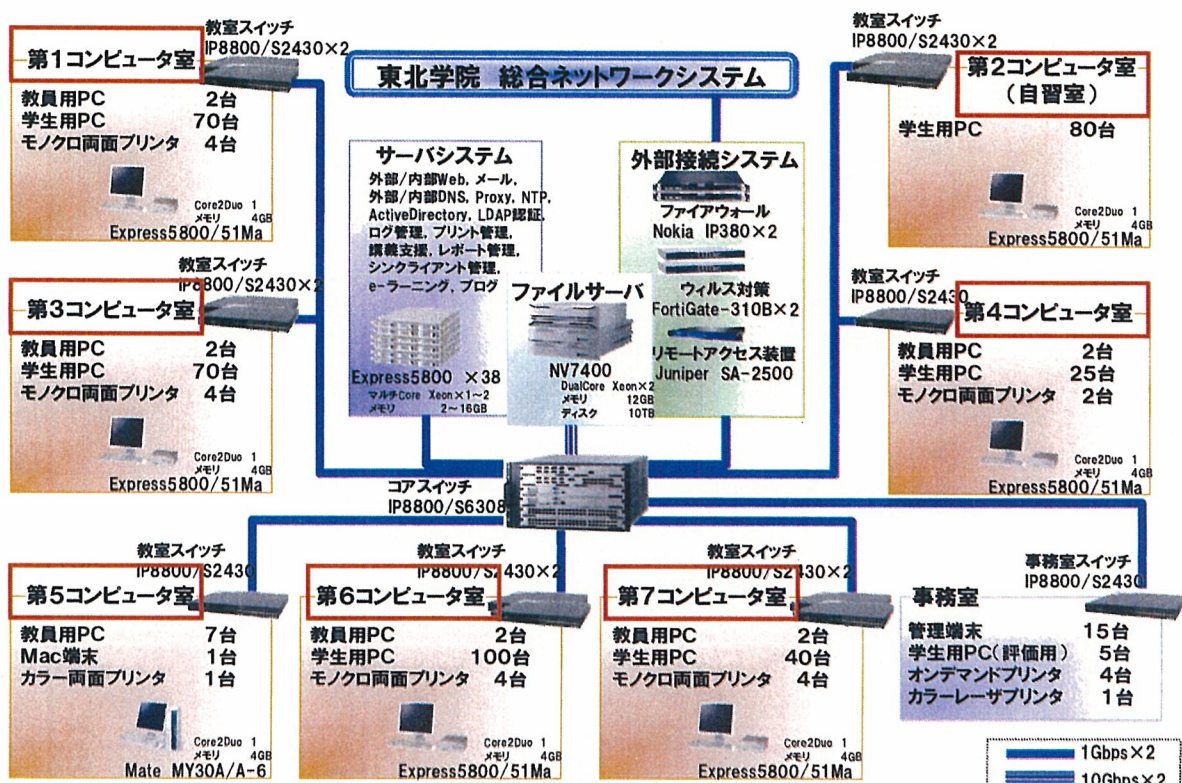 教室スイッチ
IP8800/S2430×2
第1コンピュータ室
教員用PC 2台
学生用PC 70台
モノクロ両面プリンタ 4台
Core2Duo 1
メモリ 4GB
Express5800/51Ma
東北学院 総合ネットワークシステム
教室スイッチ
IP8800/S2430×2
第2コンピュータ室
(自習室)
学生用PC 80台
Core2Duo 1
メモリ 4GB
Express5800/51Ma
サーバシステム
外部/内部Web, メール,
外部/内部DNS, Proxy, NTP,
ActiveDirectory, LDAP認証,
ログ管理, プリント管理,
講義支援, レポート管理,
シンクライアント管理,
e-ラーニング, ブログ
Express5800 ×38
マルチCore Xeon×1~2
メモリ 2~16GB
ファイルサーバ
NV7400
DualCore Xeon×2
メモリ 12GB
ディスク 10TB
外部接続システム
ファイアウォール
Nokia IP380×2
ウィルス対策
FortiGate-310B×2
リモートアクセス装置
Juniper SA-2500
教室スイッチ
IP8800/S2430×2
第3コンピュータ室
教員用PC 2台
学生用PC 70台
モノクロ両面プリンタ 4台
Core2Duo 1
メモリ 4GB
Express5800/51Ma
教室スイッチ
IP8800/S2430
第4コンピュータ室
教員用PC 2台
学生用PC 25台
モノクロ両面プリンタ 2台
Core2Duo 1
メモリ 4GB
Express5800/51Ma
コアスイッチ
IP8800/S6308
教室スイッチ
IP8800/S2430
第5コンピュータ室
教員用PC 7台
Mac端末 1台
カラー両面プリンタ 1台
Core2Duo 1
メモリ 4GB
Mate MY30A/A-6
教室スイッチ
IP8800/S2430×2
第6コンピュータ室
教員用PC 2台
学生用PC 100台
モノクロ両面プリンタ 4台
Core2Duo 1
メモリ 4GB
Express5800/51Ma
教室スイッチ
IP8800/S2430×2
第7コンピュータ室
教員用PC 2台
学生用PC 40台
モノクロ両面プリンタ 4台
Core2Duo 1
メモリ 4GB
Express5800/51Ma
事務室スイッチ
IP8800/S2430
事務室
管理端末 15台
学生用PC(評価用) 5台
オンデマンドプリンタ 4台
カラーレーザプリンタ 1台
1Gbps×2
10Gbps×2